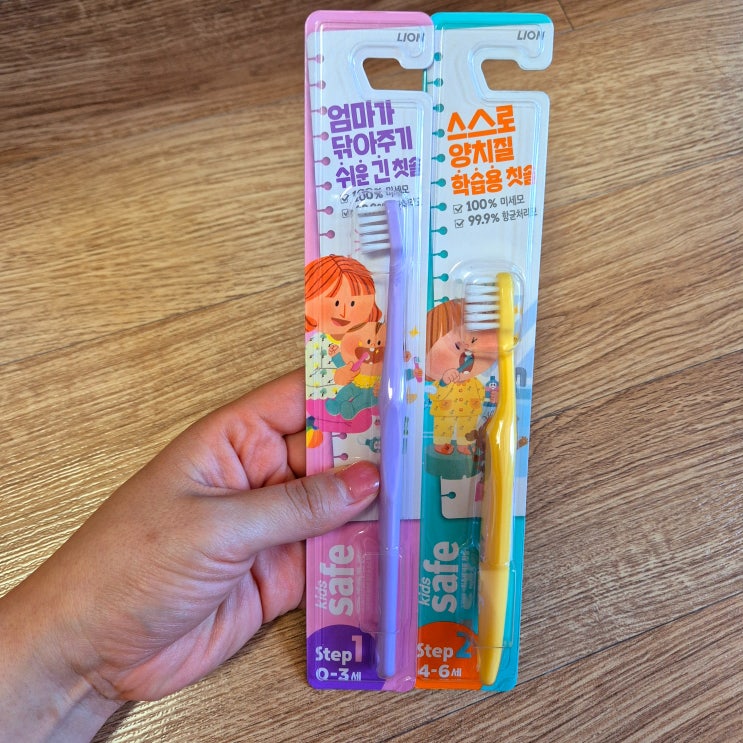 LION
엄마가
닦아주기
쉬운 긴 칫솔
100% 미세모
kids
safe
Step 1
0-3세
LION
스스로
양치질
학습용 칫솔
100% 미세모
99.9% 항균처리모
kids
safe
Step 2
4-6세